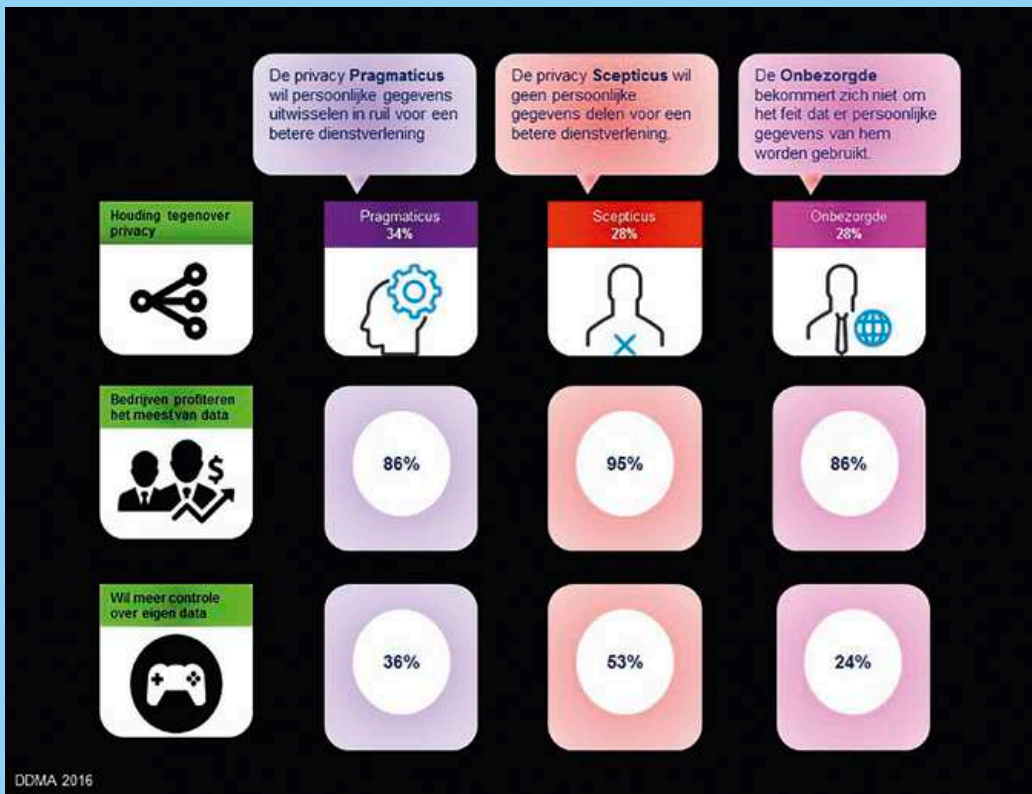 De privacy Pragmaticus
wil persoonlijke gegevens
uitwisselen in ruil voor een
betere dienstverlening
De privacy Scepticus wil
geen persoonlijke
gegevens delen voor een
betere dienstverlening.
De Onbezorgde
bekommert zich niet om
het feit dat er persoonlijke
gegevens van hem
worden gebruikt.
Houding tegenover
privacy
Pragmaticus
34%
Scepticus
28%
Onbezorgde
28%
Bedrijven profiteren
het meest van data
$
86%
95%
86%
Wil meer controle
over eigen data
36%
53%
24%
DDMA 2016